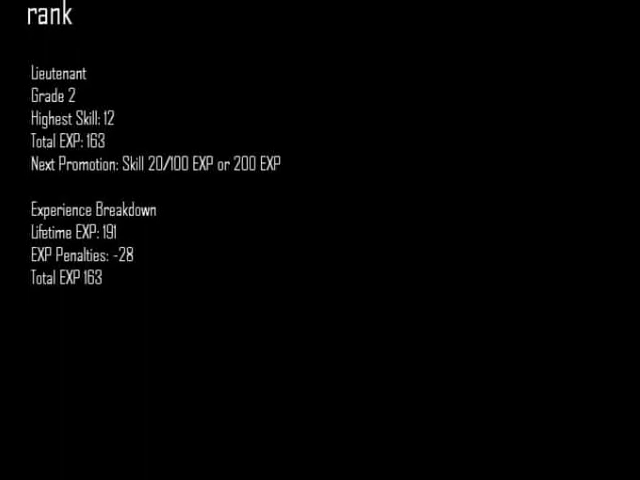 rank
Lieutenant
Grade 2
Highest Skill: 12
Total EXP: 163
Next Promotion: Skill 20/100 EXP or 200 EXP
Experience Breakdown
Lifetime EXP: 191
EXP Penalties: -28
Total EXP 163